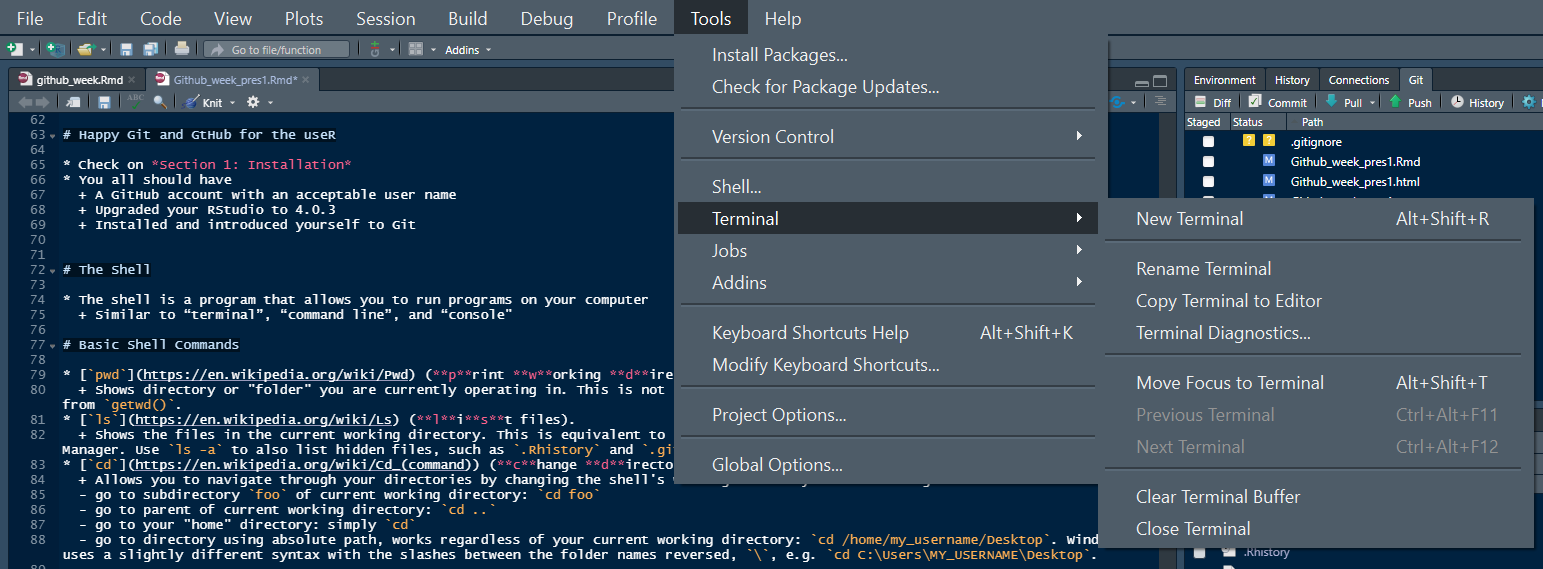 File Edit Code View Plots Session Build Debug Profile Tools Help
Go to file/function Addins
github_week.Rmd Github_week_pres1.Rmd*
ABC Knit
62
63 # Happy Git and GtHub for the useR
64
65 * Check on *Section 1: Installation*
66 * You all should have
67 + A GitHub account with an acceptable user name
68 + Upgraded your RStudio to 4.0.3
69 + Installed and introduced yourself to Git
70
71
72 # The Shell
73
74 * The shell is a program that allows you to run programs on your computer
75 + Similar to “terminal”, “command line”, and “console"
76
77 # Basic Shell Commands
78
79 * [`pwd`](https://en.wikipedia.org/wiki/Pwd) (**p**rint **w**orking **d**ire
80 + Shows directory or "folder" you are currently operating in. This is not
from `getwd()`.
81 * [`ls`](https://en.wikipedia.org/wiki/Ls) (**l**i**s**t files).
82 + Shows the files in the current working directory. This is equivalent to
Manager. Use `ls -a` to also list hidden files, such as `.Rhistory` and `.gi
83 * [`cd`](https://en.wikipedia.org/wiki/Cd_(command)) (**c**hange **d**irecto
84 + Allows you to navigate through your directories by changing the shell's
85 - go to subdirectory `foo` of current working directory: `cd foo`
86 - go to parent of current working directory: `cd ..`
87 - go to your "home" directory: simply `cd`
88 - go to directory using absolute path, works regardless of your current working directory: `cd /home/my_username/Desktop`. Wind
uses a slightly different syntax with the slashes between the folder names reversed, `\`, e.g. `cd C:\Users\MY_USERNAME\Desktop`.
Install Packages...
Check for Package Updates...
Version Control
Shell...
Terminal
Jobs
Addins
Keyboard Shortcuts Help Alt+Shift+K
Modify Keyboard Shortcuts...
Project Options...
Global Options...
New Terminal Alt+Shift+R
Rename Terminal
Copy Terminal to Editor
Terminal Diagnostics...
Move Focus to Terminal Alt+Shift+T
Previous Terminal Ctrl+Alt+F11
Next Terminal Ctrl+Alt+F12
Clear Terminal Buffer
Close Terminal
Environment History Connections Git
Diff Commit Pull Push History
Staged Status Path
? ? .gitignore
M Github_week_pres1.Rmd
M Github_week_pres1.html
.Rhistory